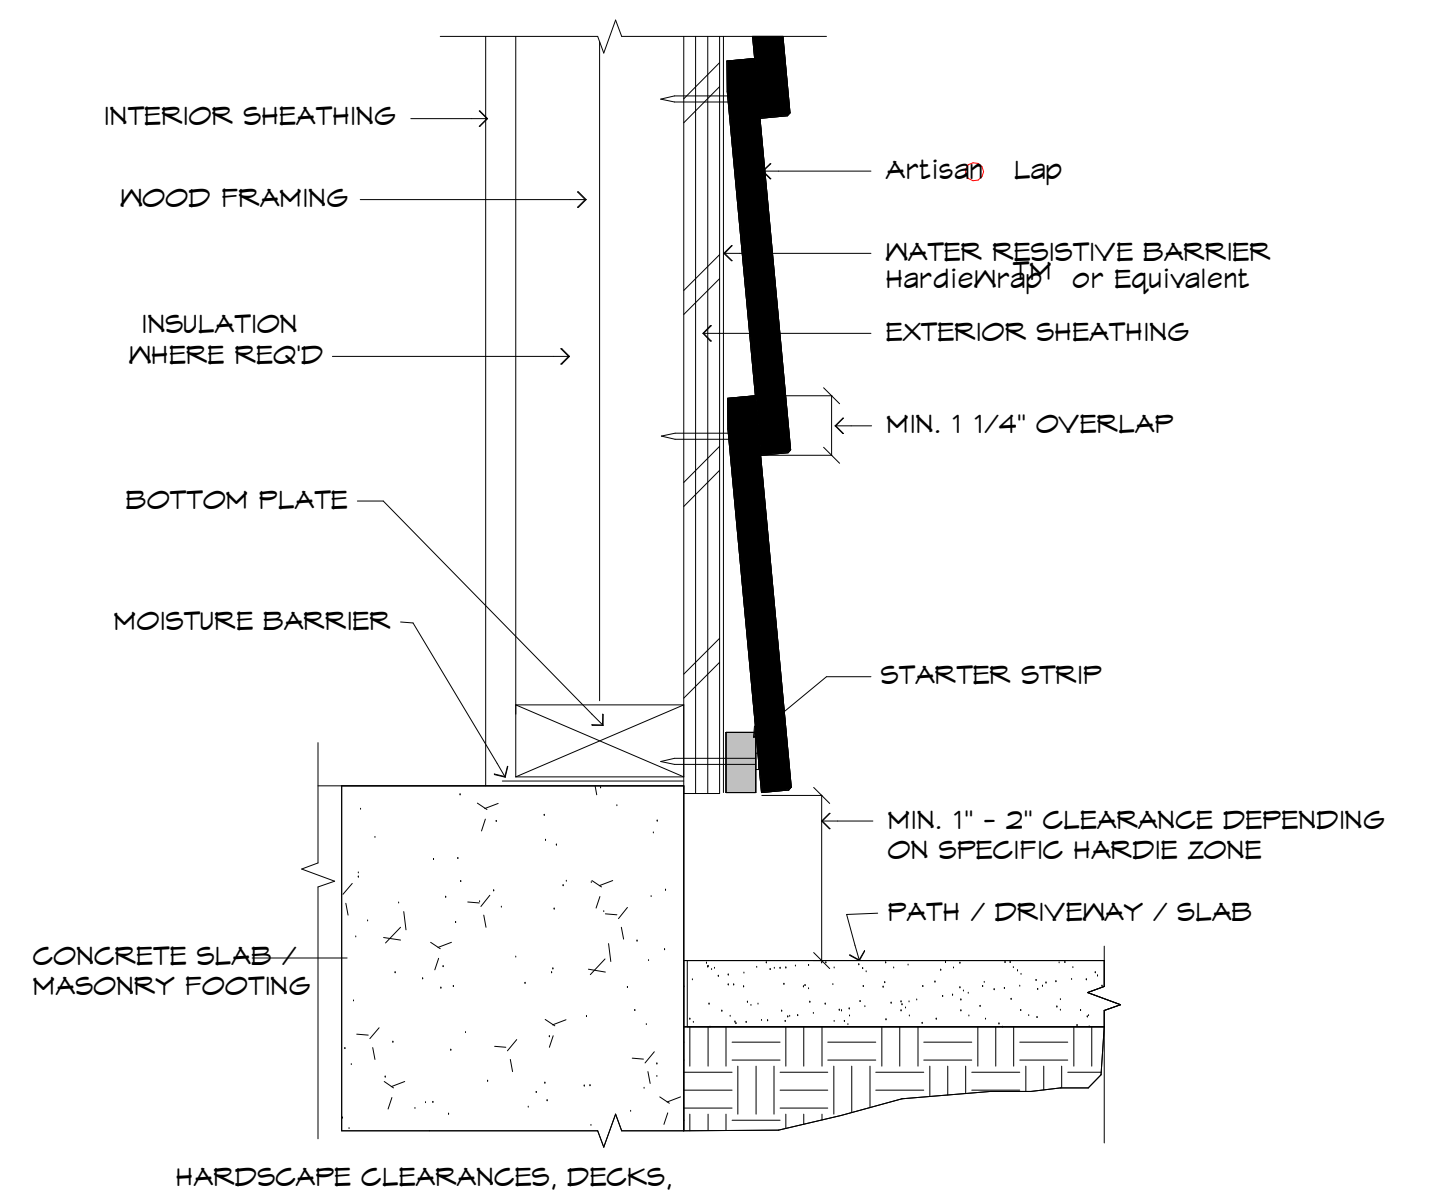 INTERIOR SHEATHING
WOOD FRAMING
INSULATION
WHERE REQ'D
BOTTOM PLATE
MOISTURE BARRIER
CONCRETE SLAB /
MASONRY FOOTING
Artisan Lap
WATER RESISTIVE BARRIER
HardieWrap™ or Equivalent
EXTERIOR SHEATHING
MIN. 1 1/4" OVERLAP
STARTER STRIP
MIN. 1" - 2" CLEARANCE DEPENDING
ON SPECIFIC HARDIE ZONE
PATH / DRIVEWAY / SLAB
HARDSCAPE CLEARANCES, DECKS,